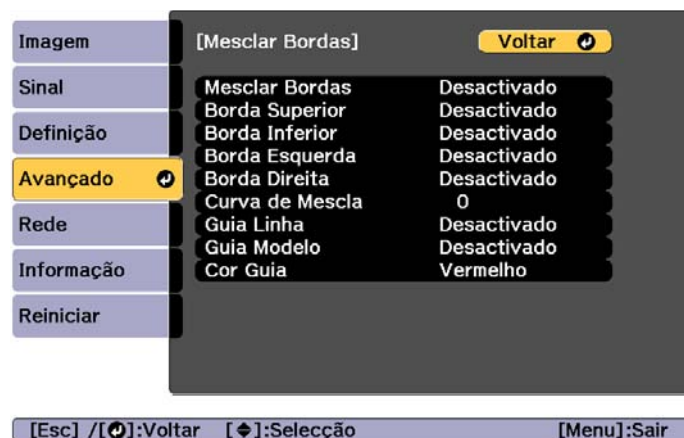 Imagem
Sinal
Definição
Avançado
Rede
Informação
Reiniciar
[Mesclar Bordas] Voltar
Mesclar Bordas Desactivado
Borda Superior Desactivado
Borda Inferior Desactivado
Borda Esquerda Desactivado
Borda Direita Desactivado
Curva de Mescla 0
Guia Linha Desactivado
Guia Modelo Desactivado
Cor Guia Vermelho
[Esc] /[⏎]:Voltar [◆]:Selecção [Menu]:Sair